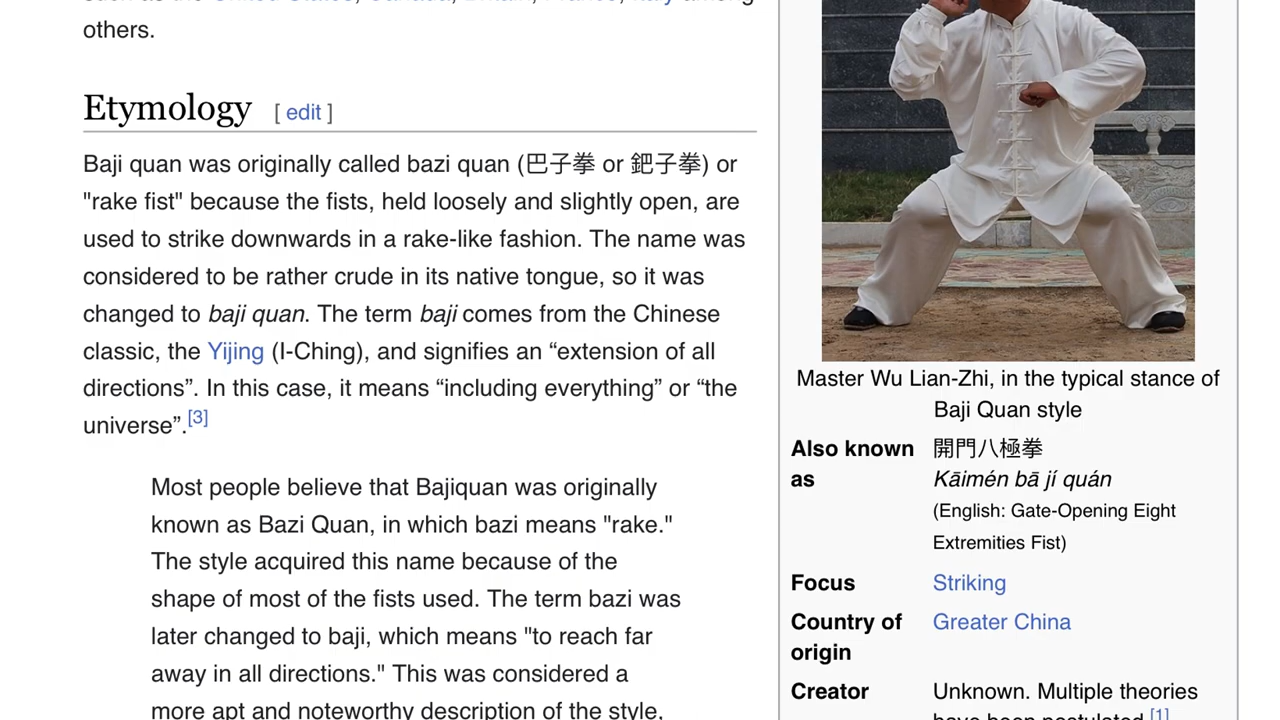 others.
Etymology [ edit ]
Baji quan was originally called bazi quan (巴子拳 or 鈀子拳) or
"rake fist" because the fists, held loosely and slightly open, are
used to strike downwards in a rake-like fashion. The name was
considered to be rather crude in its native tongue, so it was
changed to baji quan. The term baji comes from the Chinese
classic, the Yijing (I-Ching), and signifies an “extension of all
directions”. In this case, it means “including everything” or “the
universe”.[3]
Most people believe that Bajiquan was originally
known as Bazi Quan, in which bazi means "rake."
The style acquired this name because of the
shape of most of the fists used. The term bazi was
later changed to baji, which means "to reach far
away in all directions." This was considered a
more apt and noteworthy description of the style,
Master Wu Lian-Zhi, in the typical stance of
Baji Quan style
Also known as 開門八極拳
Kāimén bā jí quán
(English: Gate-Opening Eight
Extremities Fist)
Focus Striking
Country of origin Greater China
Creator Unknown. Multiple theories
have been postulated.[1]